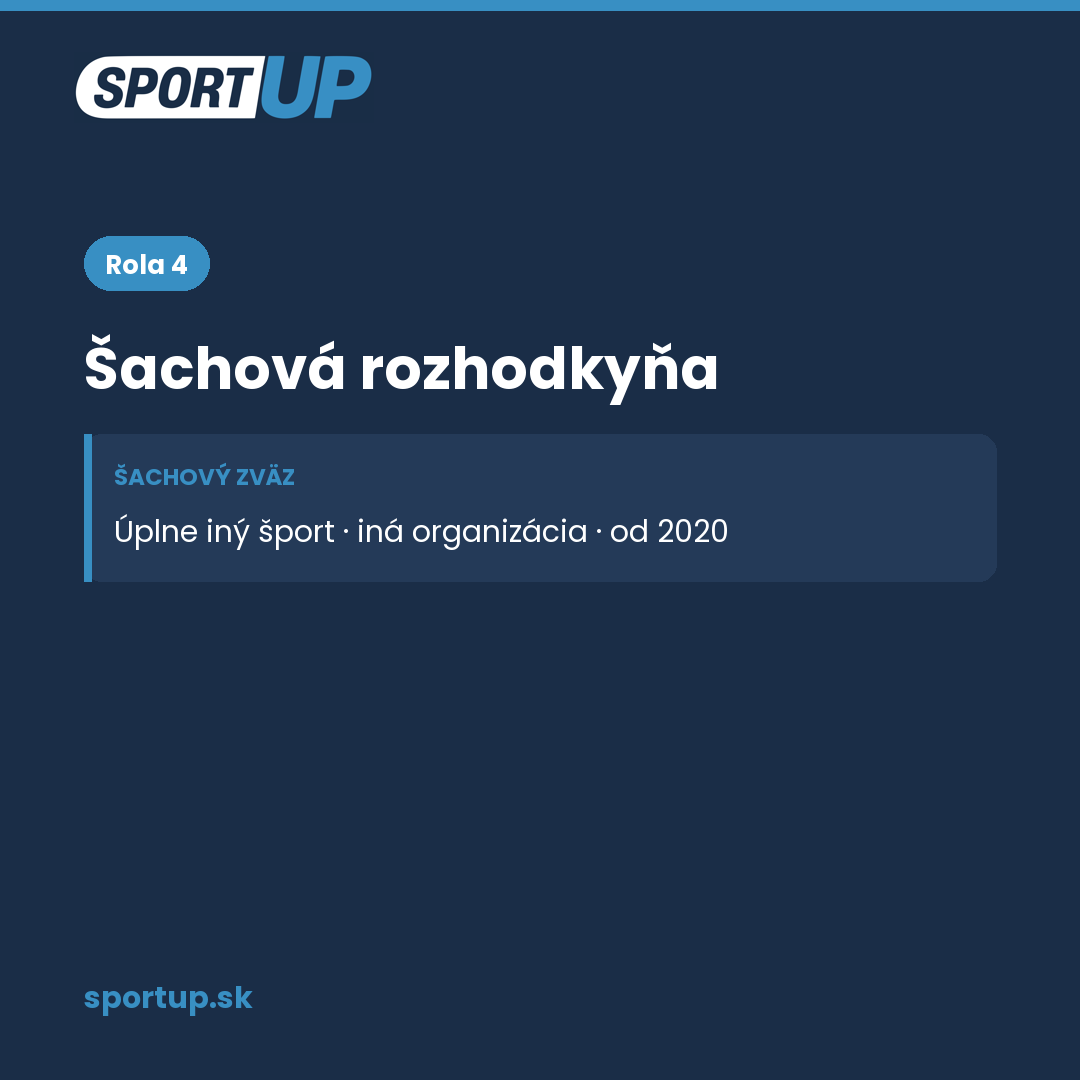 SPORTUP
Rola 4
Šachová rozhodkyňa
ŠACHOVÝ ZVÄZ
Úplne iný šport · iná organizácia · od 2020
sportup.sk